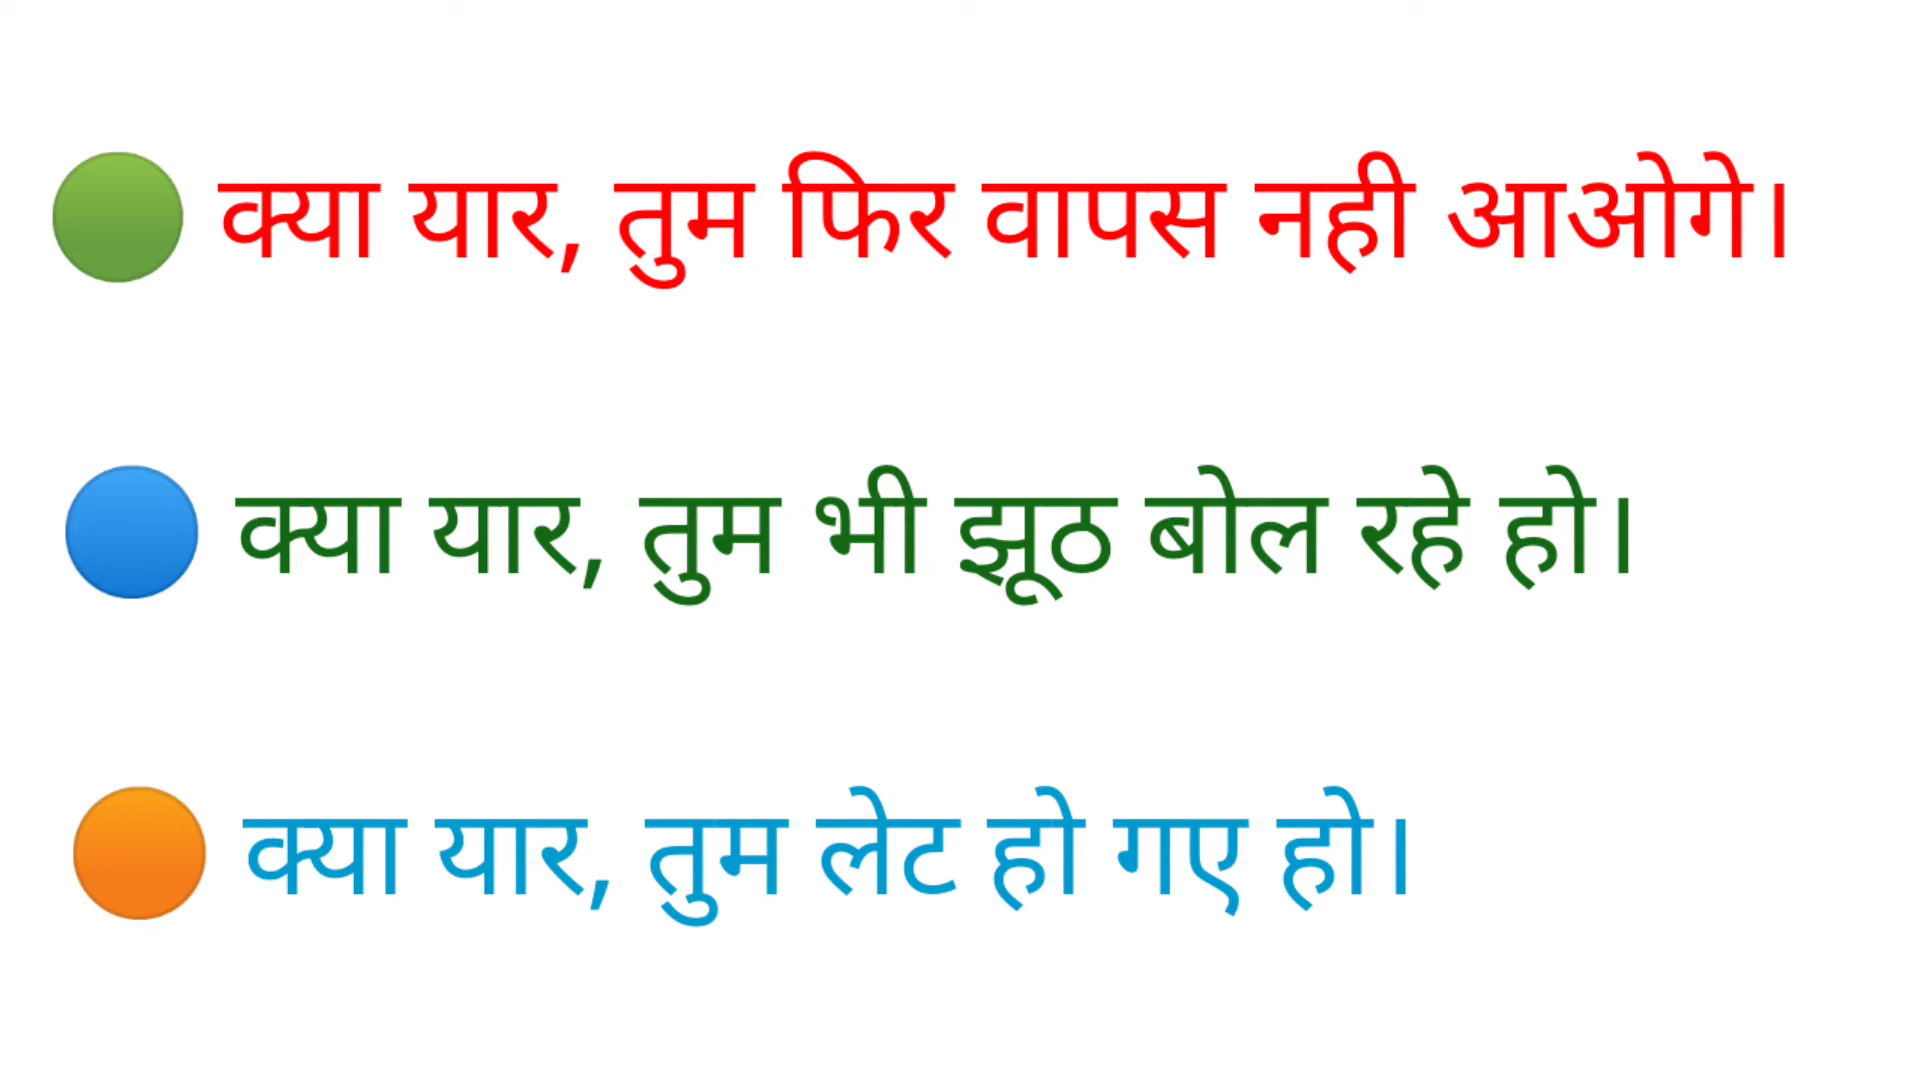 क्या यार, तुम फिर वापस नही आओगे।
क्या यार, तुम भी झूठ बोल रहे हो।
क्या यार, तुम लेट हो गए हो।